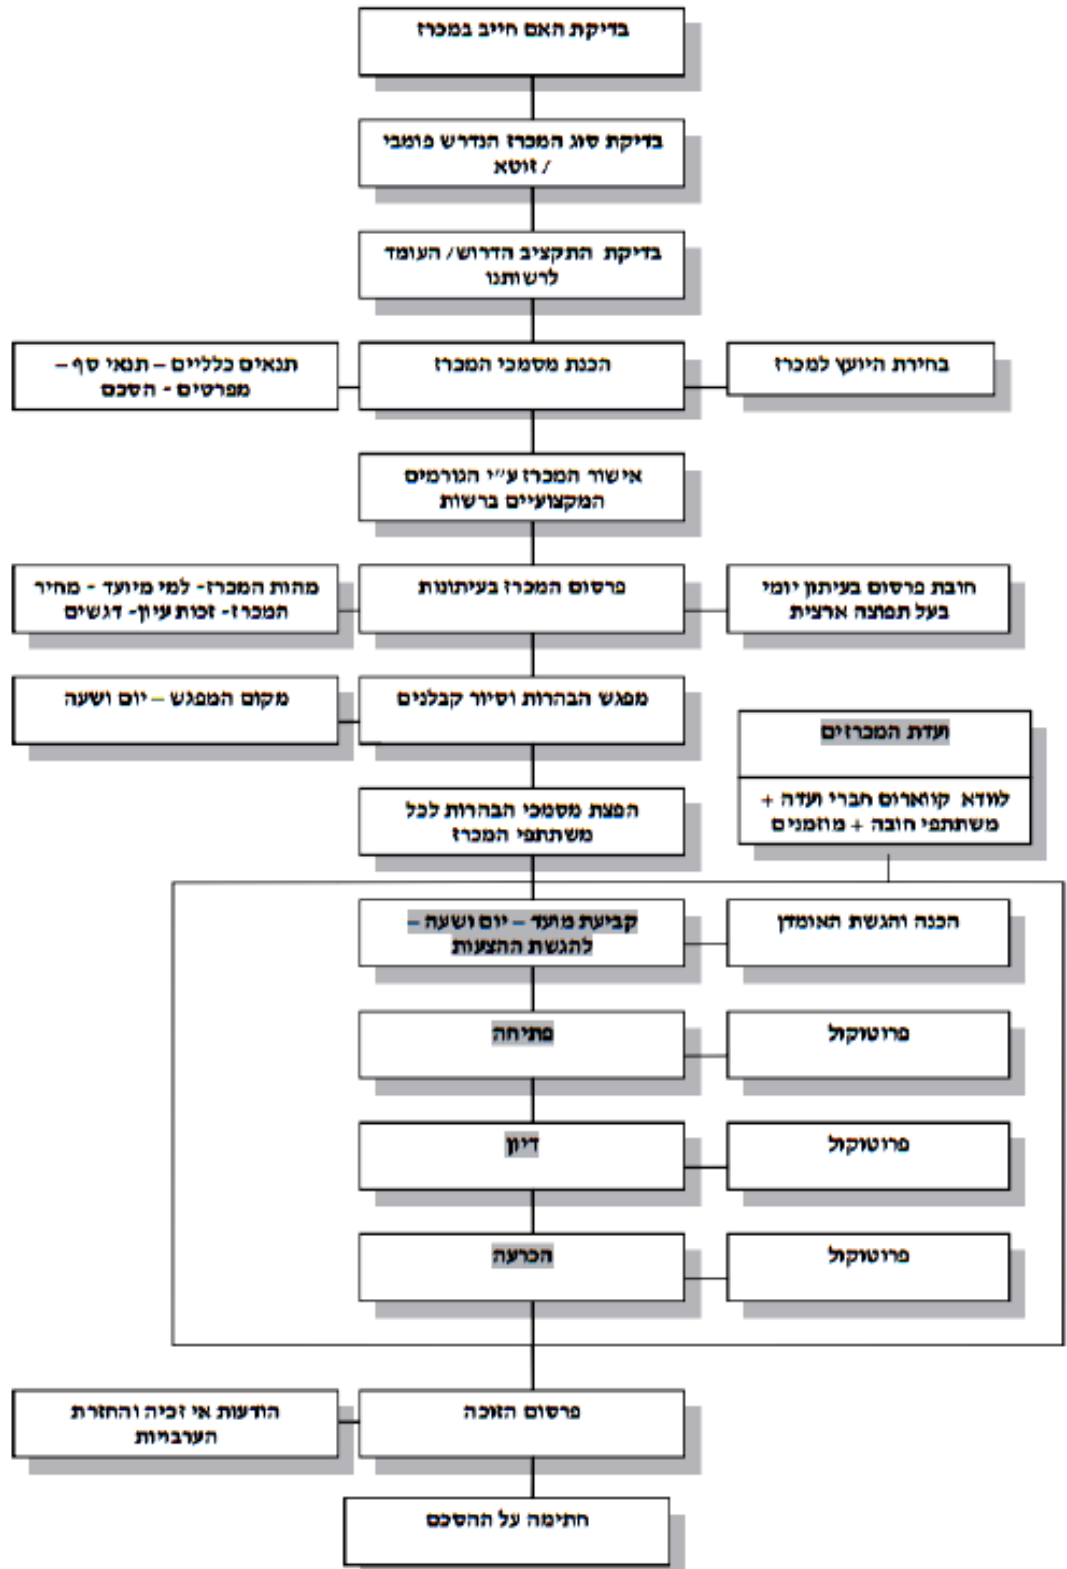 בדיקת האם חייב במכרז
בדיקת סוג המכרז הנדרש פומבי
/ זוטא
בדיקת התקציב הדרוש/ העומד
לרשותנו
בחירת היועץ למכרז
הכנת מסמכי המכרז
תנאים כלליים – תנאי סף –
מפרטים - הסכם
אישור המכרז ע"י הגורמים
המקצועיים ברשות
חובת פרסום בעיתון יומי
בעל תפוצה ארצית
פרסום המכרז בעיתונות
מהות המכרז- למי מיועד - מחיר
המכרז- זכות עיון- דגשים
מפגש הבהרות וסיור קבלנים
מקום המפגש – יום ושעה
ועדת המכרזים
לוודא קווארום חברי ועדה +
משתתפי חובה + מוזמנים
הפצת מסמכי הבהרות לכל
משתתפי המכרז
קביעת מועד – יום ושעה –
להגשת ההצעות
הכנה והגשת האומדן
פתיחה
פרוטוקול
דיון
פרוטוקול
הכרעה
פרוטוקול
פרסום הזוכה
הודעות אי זכיה והחזרת
הערבויות
חתימה על ההסכם